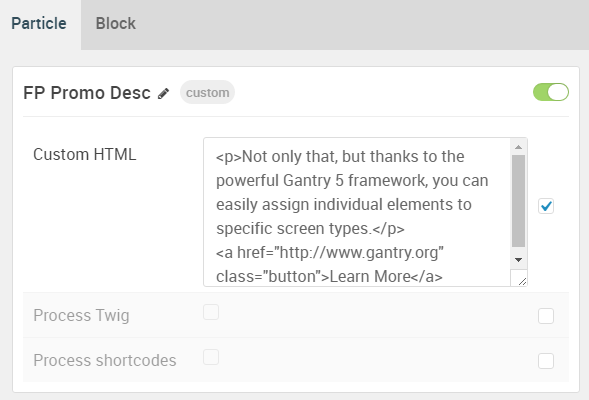 Particle Block
FP Promo Desc custom
Custom HTML
<p>Not only that, but thanks to the
powerful Gantry 5 framework, you can
easily assign individual elements to
specific screen types.</p>
<a href="http://www.gantry.org"
class="button">Learn More</a>
Process Twig
Process shortcodes